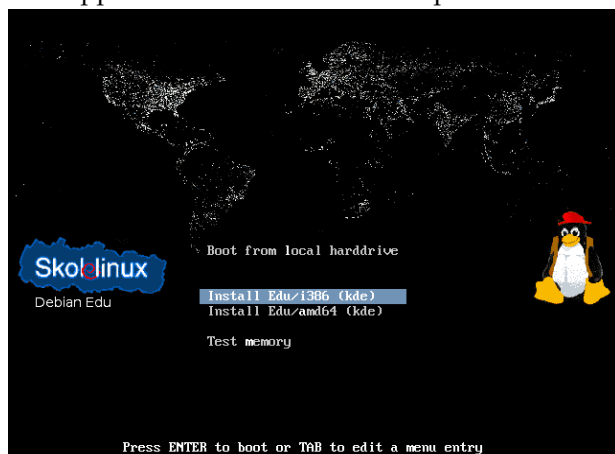 Boot from local harddrive
Skolelinux
Debian Edu
Install Edu/i386 (kde)
Install Edu/amd64 (kde)
Test memory
Press ENTER to boot or TAB to edit a menu entry